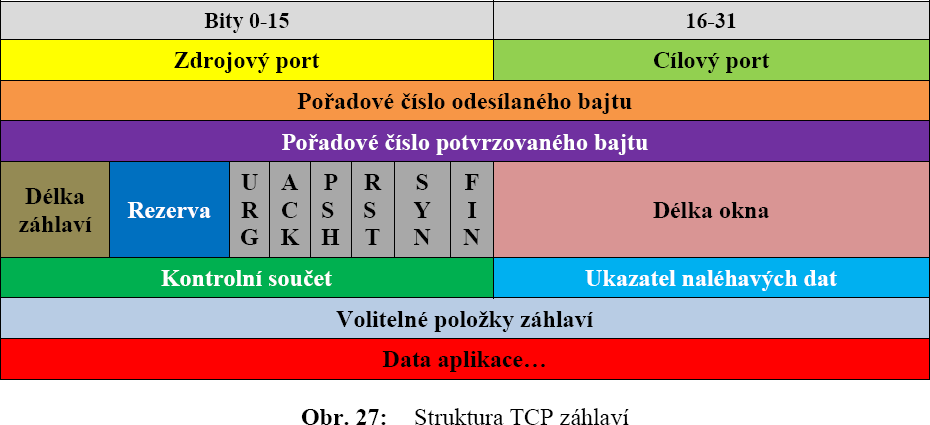 Bity 0-15 16-31
Zdrojový port Cílový port
Pořadové číslo odesílaného bajtu
Pořadové číslo potvrzovaného bajtu
Délka záhlaví Rezerva URG ACK PSH RST SYN FIN Délka okna
Kontrolní součet Ukazatel naléhavých dat
Volitelné položky záhlaví
Data aplikace…
Obr. 27: Struktura TCP záhlaví